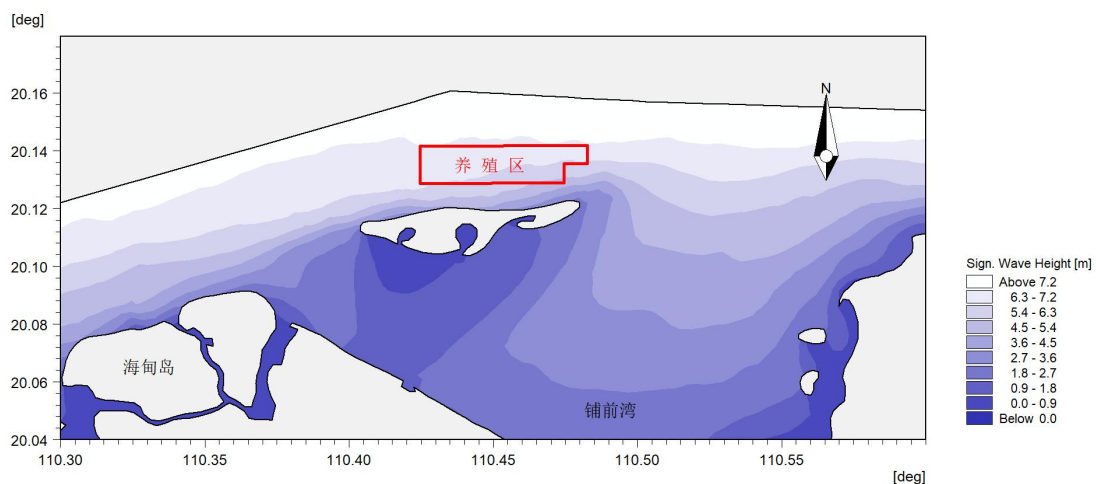 [deg]
20.16
N
20.14
养 殖 区
20.12
20.10
20.08
20.06
20.04
海甸岛
铺前湾
110.30 110.35 110.40 110.45 110.50 110.55
[deg]
Sign. Wave Height [m]
Above 7.2
6.3 - 7.2
5.4 - 6.3
4.5 - 5.4
3.6 - 4.5
2.7 - 3.6
1.8 - 2.7
0.9 - 1.8
0.0 - 0.9
Below 0.0